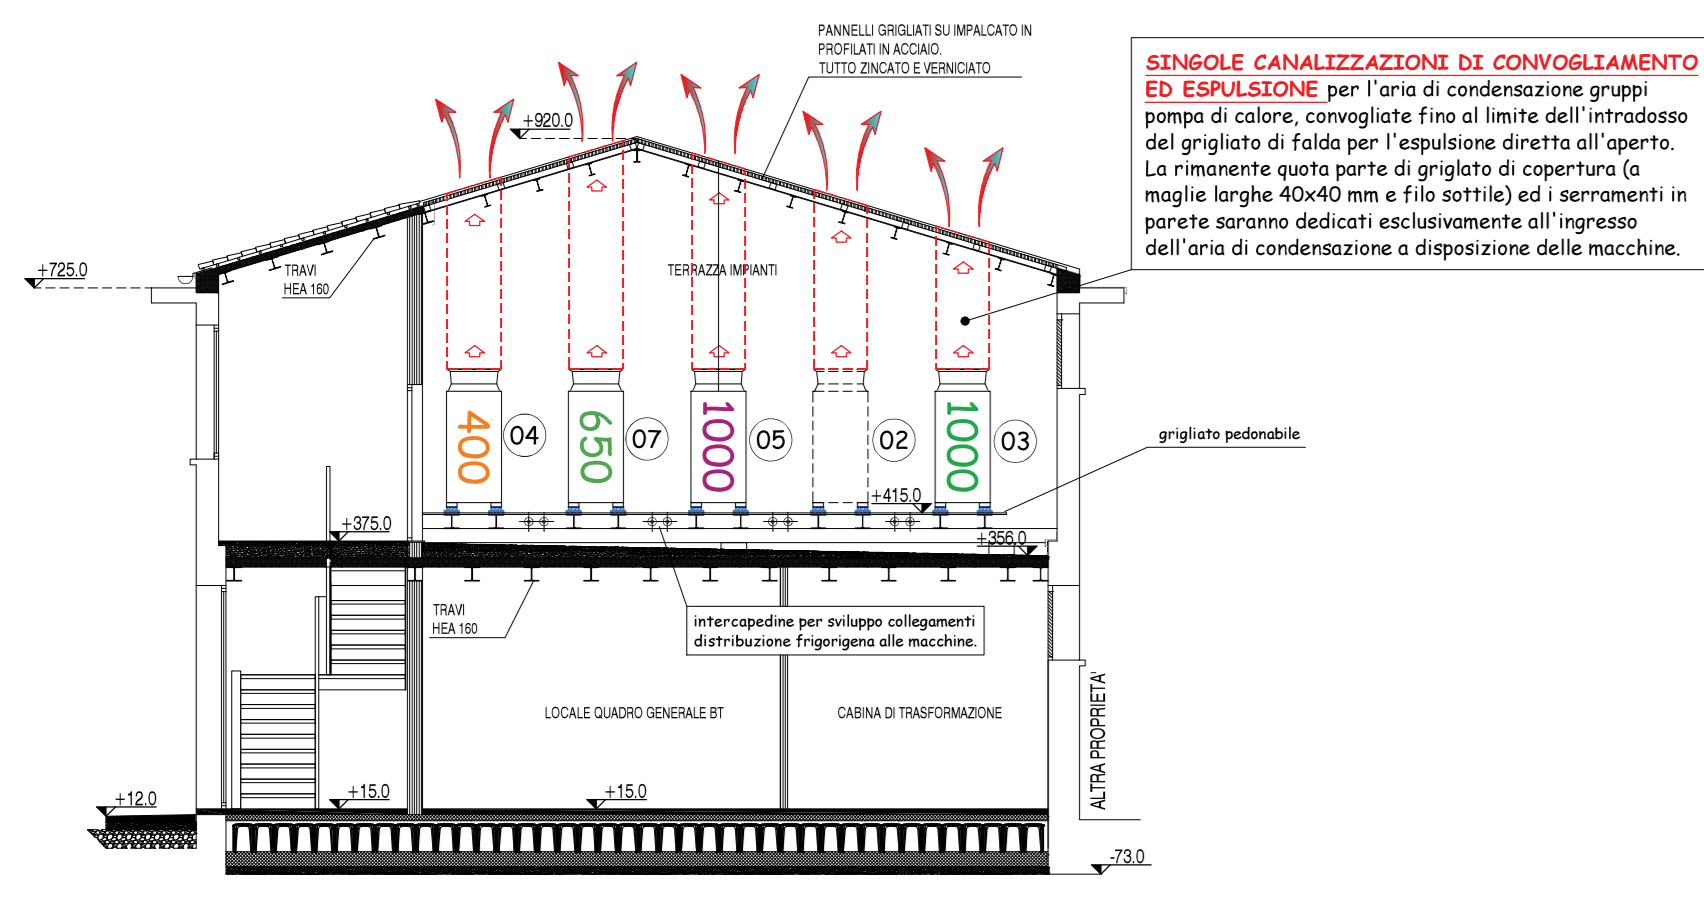 PANNELLI GRIGLIATI SU IMPALCATO IN
PROFILATI IN ACCIAIO.
TUTTO ZINCATO E VERNICIATO
SINGOLE CANALIZZAZIONI DI CONVOGLIAMENTO
ED ESPULSIONE per l'aria di condensazione gruppi
pompa di calore, convogliate fino al limite dell'intradosso
del grigliato di falda per l'espulsione diretta all'aperto.
La rimanente quota parte di griglato di copertura (a
maglie larghe 40x40 mm e filo sottile) ed i serramenti in
parete saranno dedicati esclusivamente all'ingresso
dell'aria di condensazione a disposizione delle macchine.
+920.0
+725.0
TRAVI
HEA 160
TERRAZZA IMPIANTI
400
04
650
07
1000
05
02
1000
03
grigliato pedonabile
+415.0
+375.0
+356.0
TRAVI
HEA 160
intercapedine per sviluppo collegamenti
distribuzione frigorigena alle macchine.
LOCALE QUADRO GENERALE BT
CABINA DI TRASFORMAZIONE
ALTRA PROPRIETA'
+12.0
+15.0
+15.0
-73.0